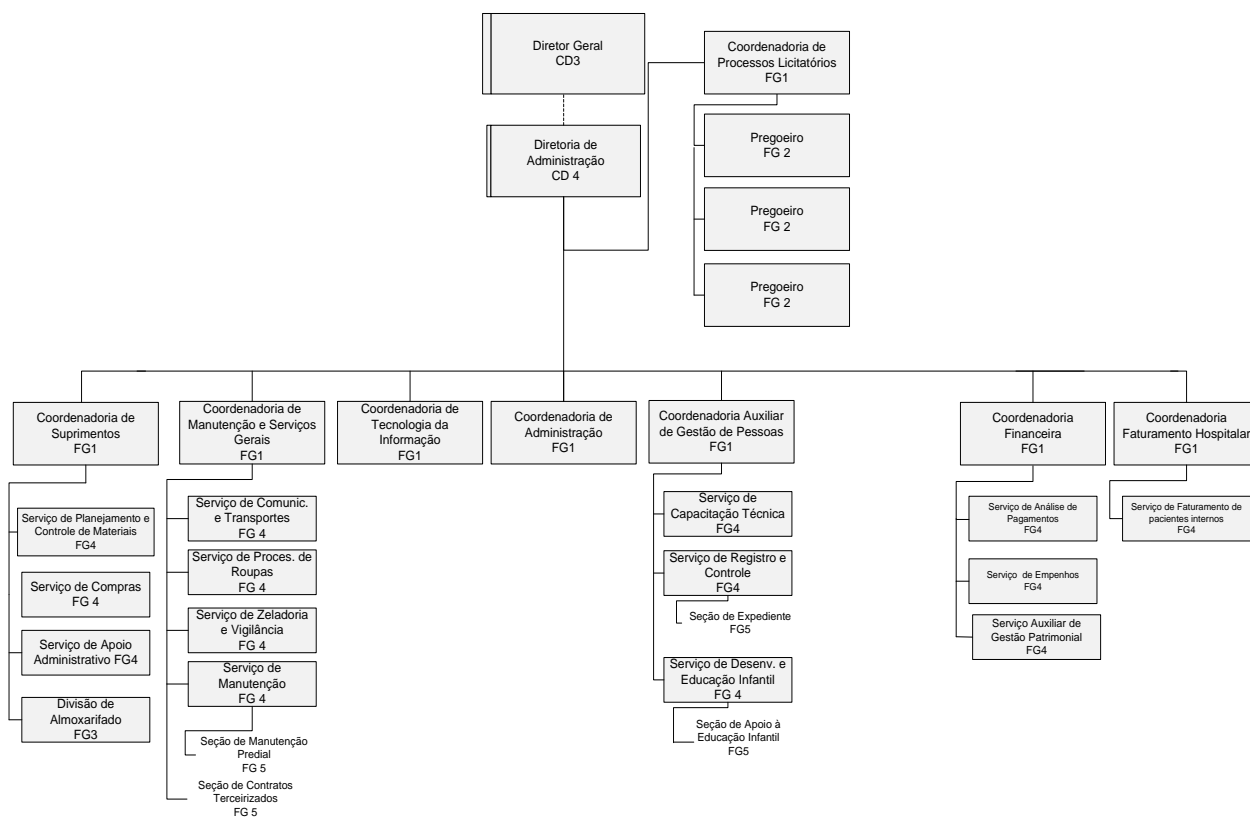 Diretor Geral
CD3
Coordenadoria de
Processos Licitatórios
FG1
Diretoria de
Administração
CD 4
Pregoeiro
FG 2
Pregoeiro
FG 2
Pregoeiro
FG 2
Coordenadoria de
Suprimentos
FG1
Coordenadoria de
Manutenção e Serviços
Gerais
FG1
Coordenadoria de
Tecnologia da
Informação
FG1
Coordenadoria de
Administração
FG1
Coordenadoria Auxiliar
de Gestão de Pessoas
FG1
Coordenadoria
Financeira
FG1
Coordenadoria
Faturamento Hospitalar
FG1
Serviço de Planejamento e
Controle de Materiais
FG4
Serviço de Compras
FG 4
Serviço de Apoio
Administrativo FG4
Divisão de
Almoxarifado
FG3
Serviço de Comunic.
e Transportes
FG 4
Serviço de Proces. de
Roupas
FG 4
Serviço de Zeladoria
e Vigilância
FG 4
Serviço de
Manutenção
FG 4
Seção de Manutenção
Predial
FG 5
Seção de Contratos
Terceirizados
FG 5
Serviço de
Capacitação Técnica
FG4
Serviço de Registro e
Controle
FG4
Seção de Expediente
FG5
Serviço de Desenv. e
Educação Infantil
FG 4
Seção de Apoio à
Educação Infantil
FG5
Serviço de Análise de
Pagamentos
FG4
Serviço de Empenhos
FG4
Serviço Auxiliar de
Gestão Patrimonial
FG4
Serviço de Faturamento de
pacientes internos
FG4